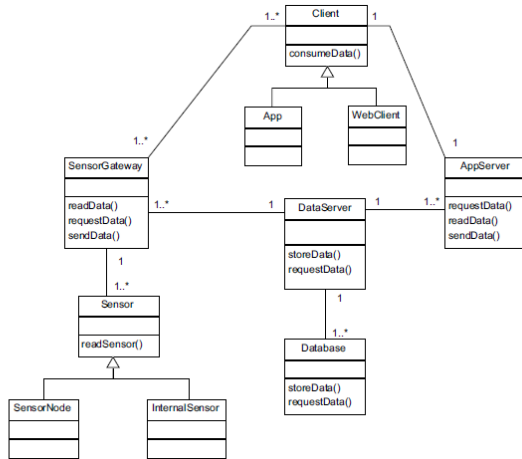 Client
1..*
1
consumeData()
App
WebClient
1..*
1
SensorGateway
AppServer
readData()
requestData()
sendData()
1..*
1
DataServer
1
1..*
requestData()
readData()
sendData()
storeData()
requestData()
1
1..*
1
Sensor
readSensor()
1..*
Database
storeData()
requestData()
SensorNode
InternalSensor